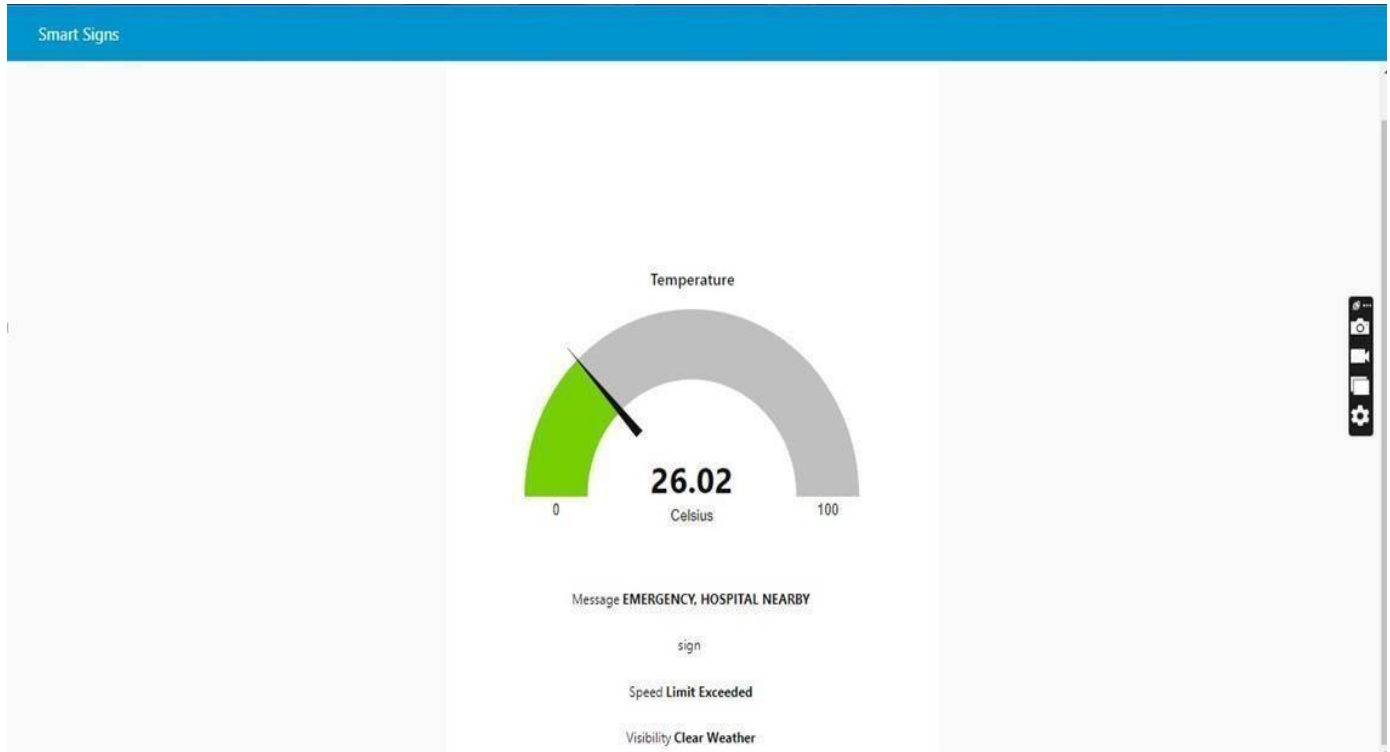 Smart Signs
Temperature
26.02
0
Celsius
100
Message EMERGENCY, HOSPITAL NEARBY
sign
Speed Limit Exceeded
Visibility Clear Weather